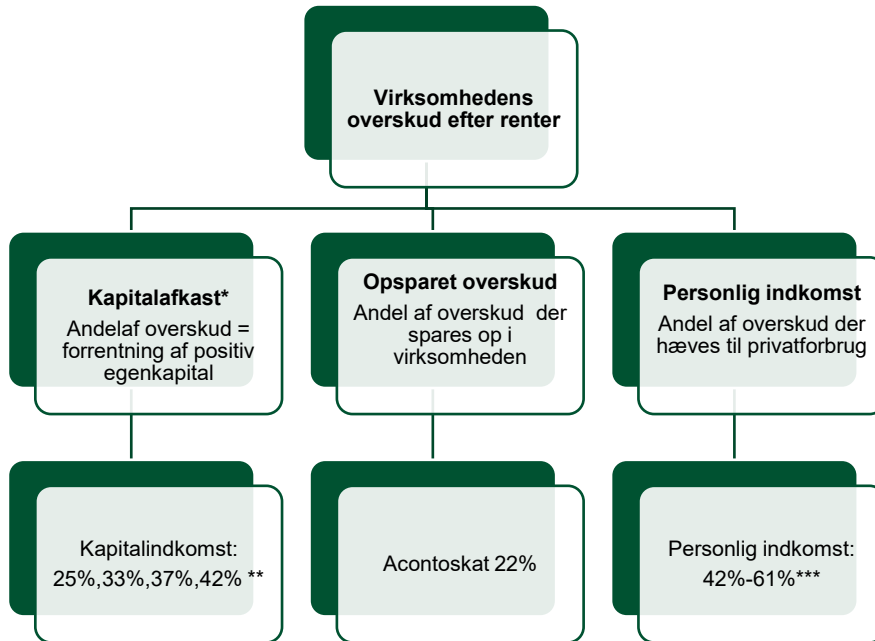 Virksomhedens
overskud efter renter
Kapitalafkast*
Andelaf overskud =
forrentning af positiv
egenkapital
Opsparet overskud
Andel af overskud der
spares op i
virksomheden
Personlig indkomst
Andel af overskud der
hæves til privatforbrug
Kapitalindkomst:
25%,33%,37%,42% **
Acontoskat 22%
Personlig indkomst:
42%-61%***